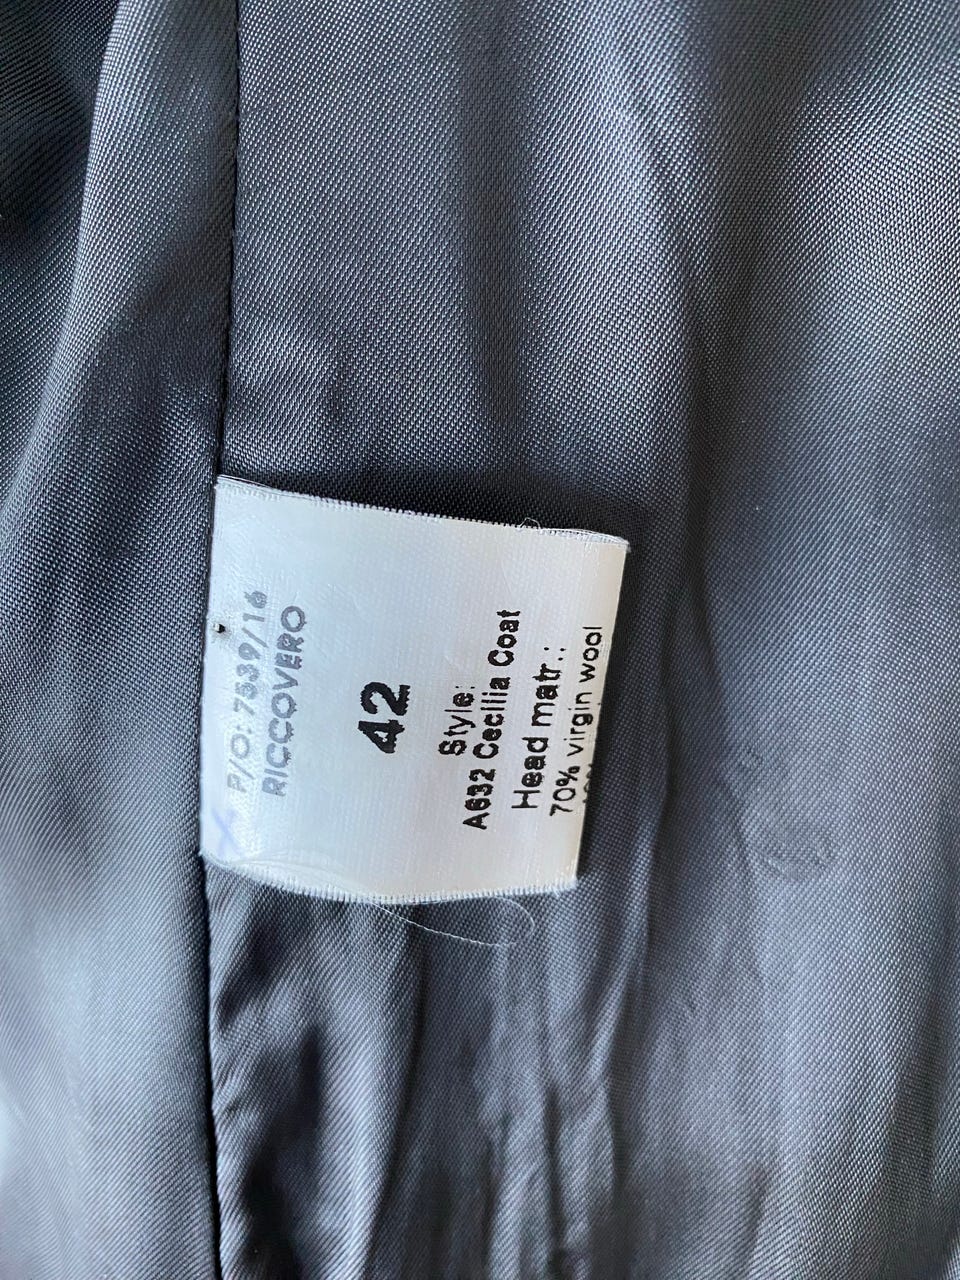 P/O: 7539/16
RICCOVERO
42
Style:
A632 Cecilia Coat
Head matr.:
70% virgin wool